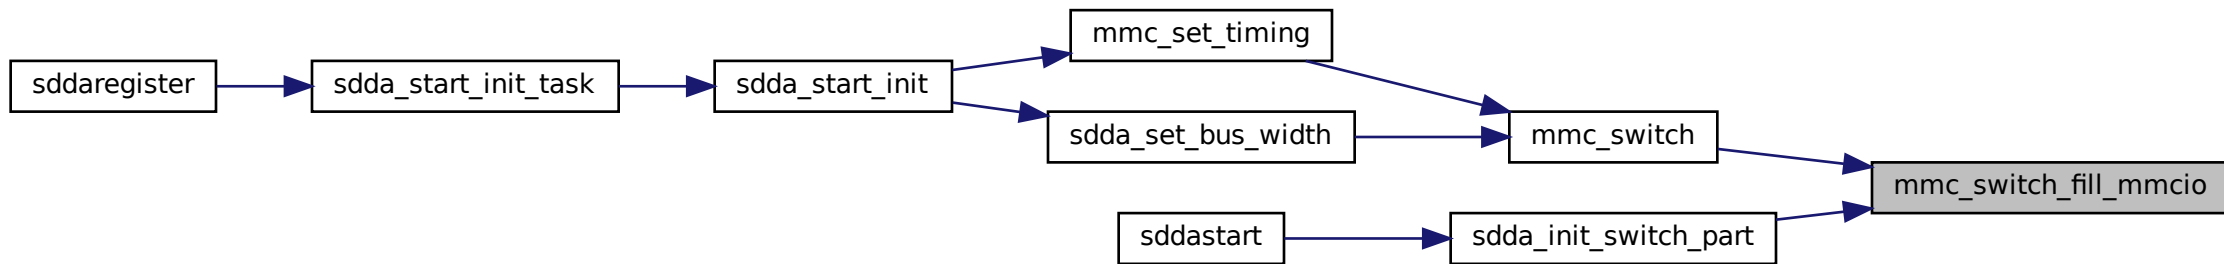 mmc_set_timing
sddaregister
sdda_start_init_task
sdda_start_init
sdda_set_bus_width
mmc_switch
mmc_switch_fill_mmcio
sddastart
sdda_init_switch_part